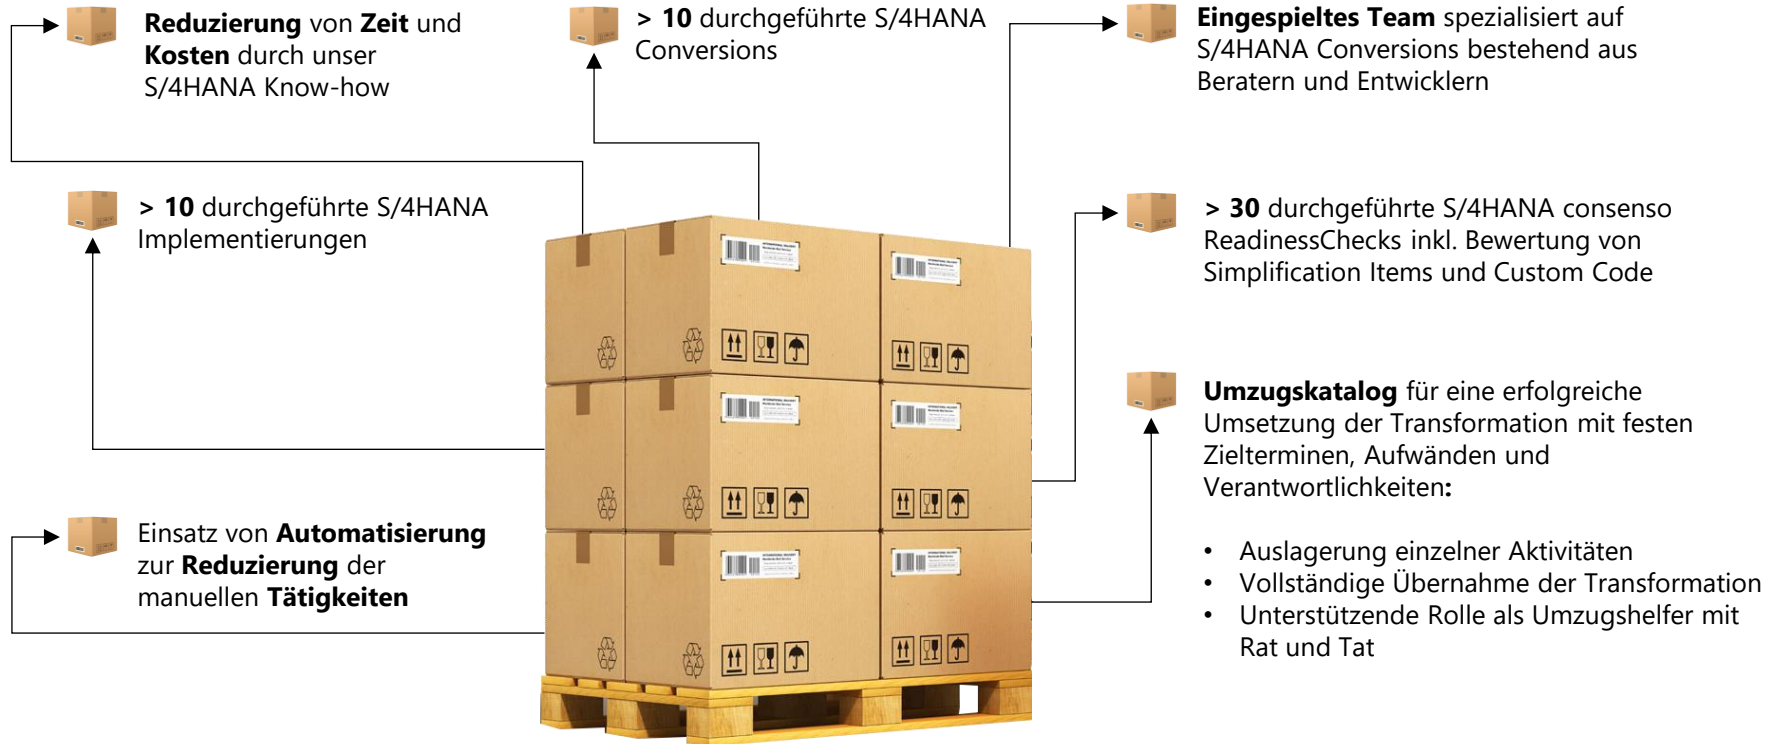 Reduzierung von Zeit und
Kosten durch unser
S/4HANA Know-how
> 10 durchgeführte S/4HANA
Conversions
Eingespieltes Team spezialisiert auf
S/4HANA Conversions bestehend aus
Beratern und Entwicklern
> 10 durchgeführte S/4HANA
Implementierungen
> 30 durchgeführte S/4HANA consenso
ReadinessChecks inkl. Bewertung von
Simplification Items und Custom Code
Einsatz von Automatisierung
zur Reduzierung der
manuellen Tätigkeiten
Umzugskatalog für eine erfolgreiche
Umsetzung der Transformation mit festen
Zielterminen, Aufwänden und
Verantwortlichkeiten:
• Auslagerung einzelner Aktivitäten
• Vollständige Übernahme der Transformation
• Unterstützende Rolle als Umzugshelfer mit
Rat und Tat